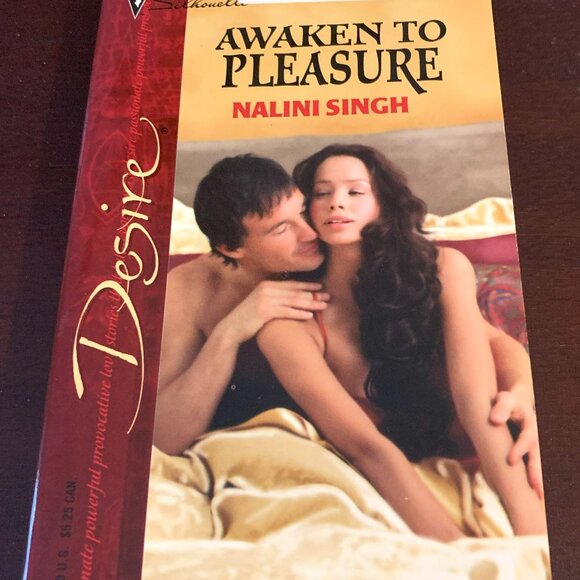 Silhouette
AWAKEN TO
PLEASURE
NALINI SINGH
Desire®
passionate powerful provocative love stories
U.S. $5.25 CAN.